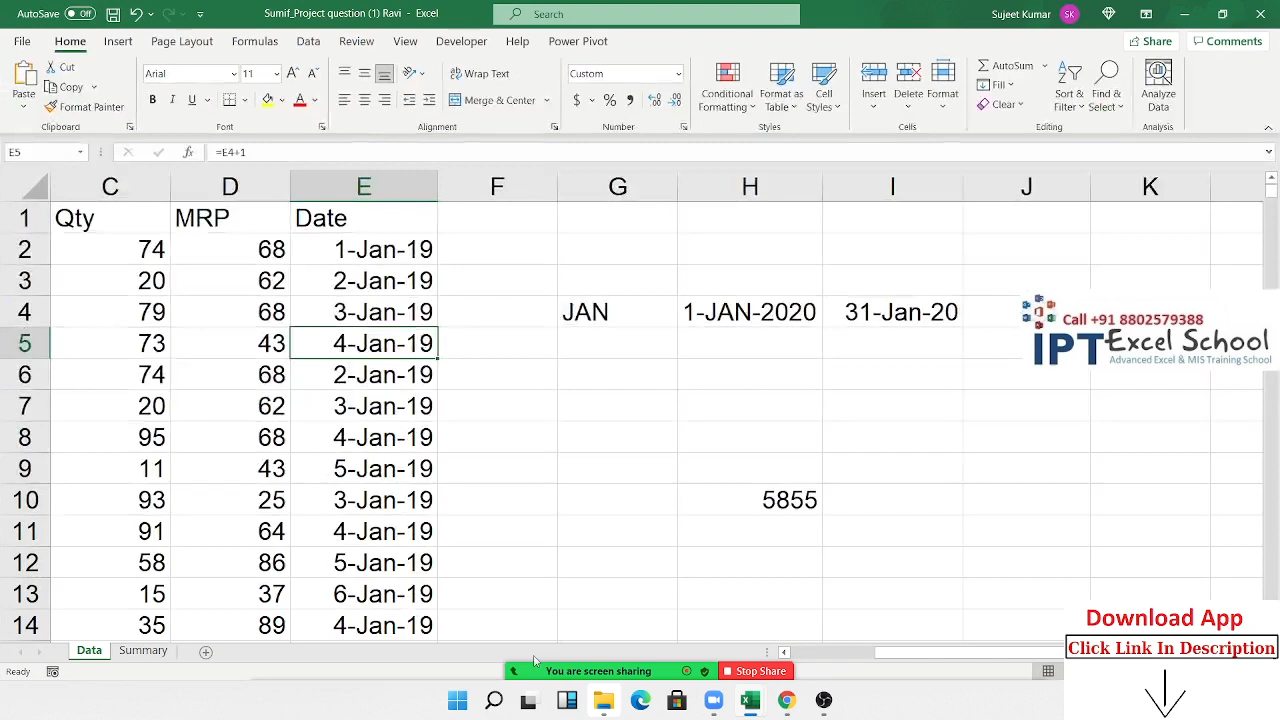 AutoSave Off Sumif_Project question (1) Ravi - Excel Search Sujeet Kumar SK
File Home Insert Page Layout Formulas Data Review View Developer Help Power Pivot Share Comments
Paste Cut Copy Format Painter Clipboard
Arial 11 B I U A Font
Wrap Text Merge & Center Alignment
Custom $ % , Number
Conditional Formatting Format as Table Cell Styles Styles
Insert Delete Format Cells
AutoSum Fill Clear Sort & Filter Find & Select Editing
Analyze Data Analysis
E5 fx =E4+1
C D E F G H I J K
1 Qty MRP Date
2 74 68 1-Jan-19
3 20 62 2-Jan-19
4 79 68 3-Jan-19 JAN 1-JAN-2020 31-Jan-20
5 73 43 4-Jan-19
6 74 68 2-Jan-19
7 20 62 3-Jan-19
8 95 68 4-Jan-19
9 11 43 5-Jan-19
10 93 25 3-Jan-19 5855
11 91 64 4-Jan-19
12 58 86 5-Jan-19
13 15 37 6-Jan-19
14 35 89 4-Jan-19
Call +91 8802579388
IPT Excel School
Advanced Excel & MIS Training School
Download App
Click Link In Description
Data Summary
Ready You are screen sharing Stop Share